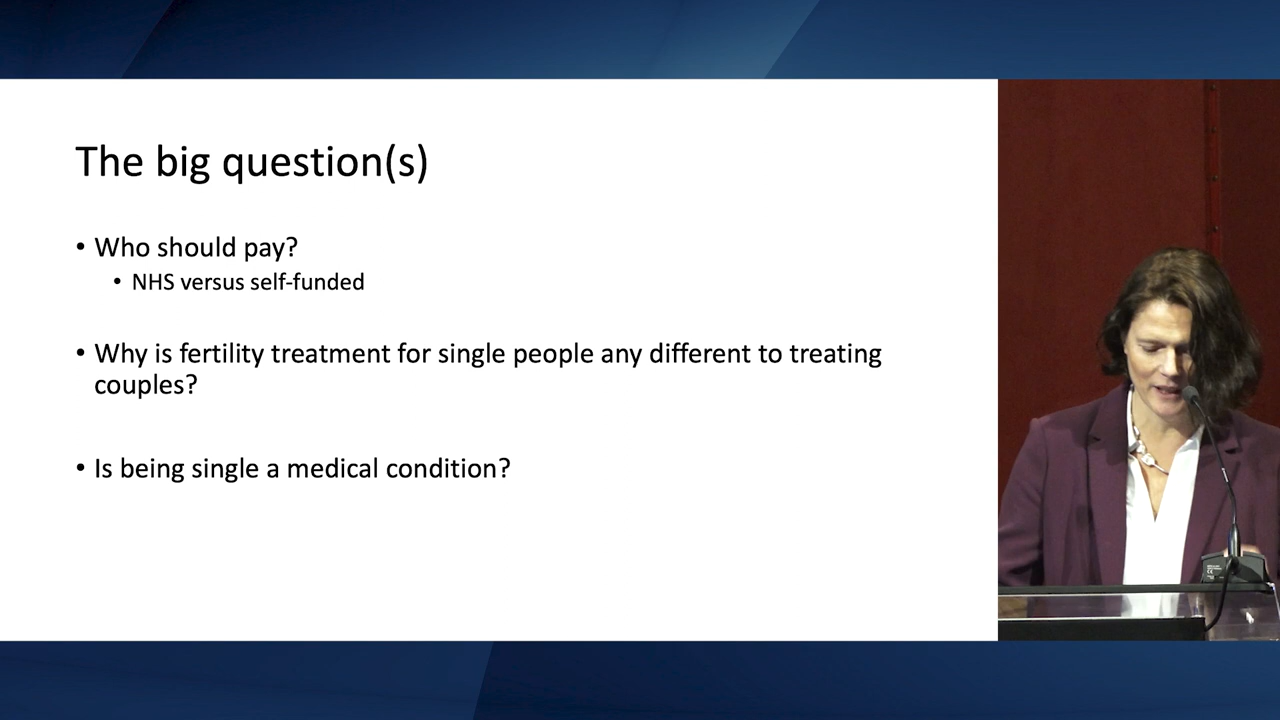 The big question(s)
• Who should pay?
• NHS versus self-funded
• Why is fertility treatment for single people any different to treating
couples?
• Is being single a medical condition?